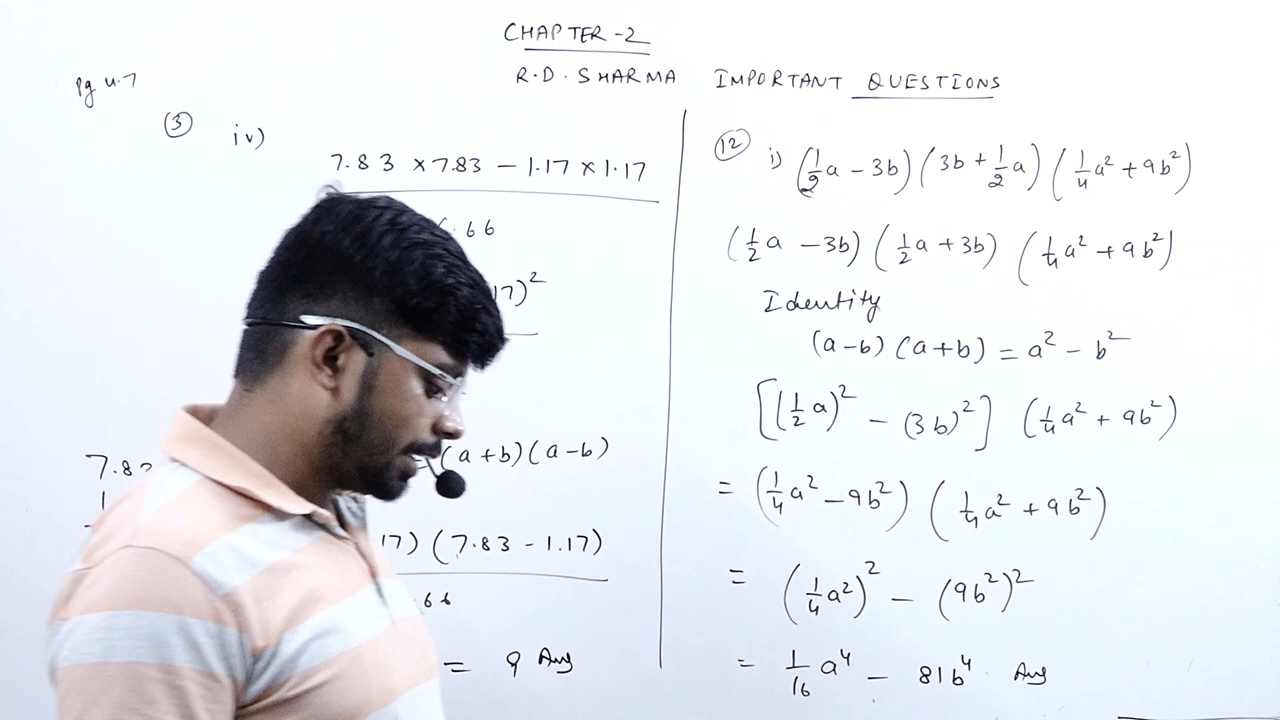 CHAPTER-2
R.D. SHARMA IMPORTANT QUESTIONS
pg 4.7
③ iv)
7.83 × 7.83 − 1.17 × 1.17
.66
17)²
(a+b)(a−b)
7.83
1
17) (7.83 − 1.17)
.66
= 9 Ans
⑫ i) (1/2 a − 3b) (3b + 1/2 a) (1/4 a² + 9b²)
(1/2 a − 3b) (1/2 a + 3b) (1/4 a² + 9b²)
Identity
(a−b) (a+b) = a² − b²
[(1/2 a)² − (3b)²] (1/4 a² + 9b²)
= (1/4 a² − 9b²) (1/4 a² + 9b²)
= (1/4 a²)² − (9b²)²
= 1/16 a⁴ − 81b⁴ Ans